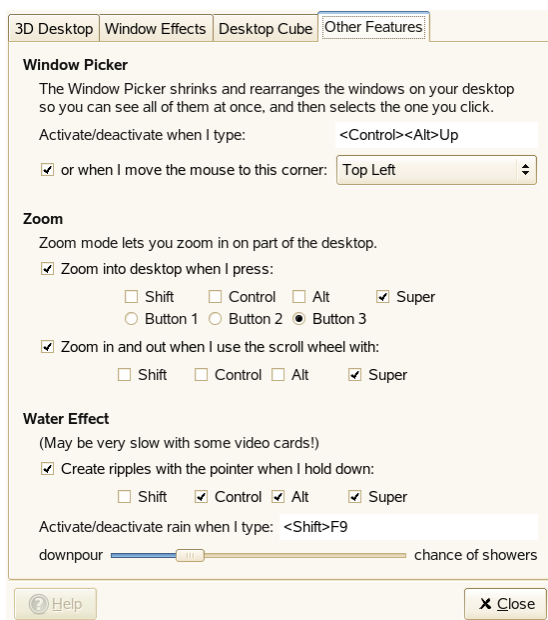 3D Desktop Window Effects Desktop Cube Other Features
Window Picker
The Window Picker shrinks and rearranges the windows on your desktop
so you can see all of them at once, and then selects the one you click.
Activate/deactivate when I type: <Control><Alt>Up
or when I move the mouse to this corner: Top Left
Zoom
Zoom mode lets you zoom in on part of the desktop.
Zoom into desktop when I press:
Shift Control Alt Super
Button 1 Button 2 Button 3
Zoom in and out when I use the scroll wheel with:
Shift Control Alt Super
Water Effect
(May be very slow with some video cards!)
Create ripples with the pointer when I hold down:
Shift Control Alt Super
Activate/deactivate rain when I type: <Shift>F9
downpour chance of showers
Help Close